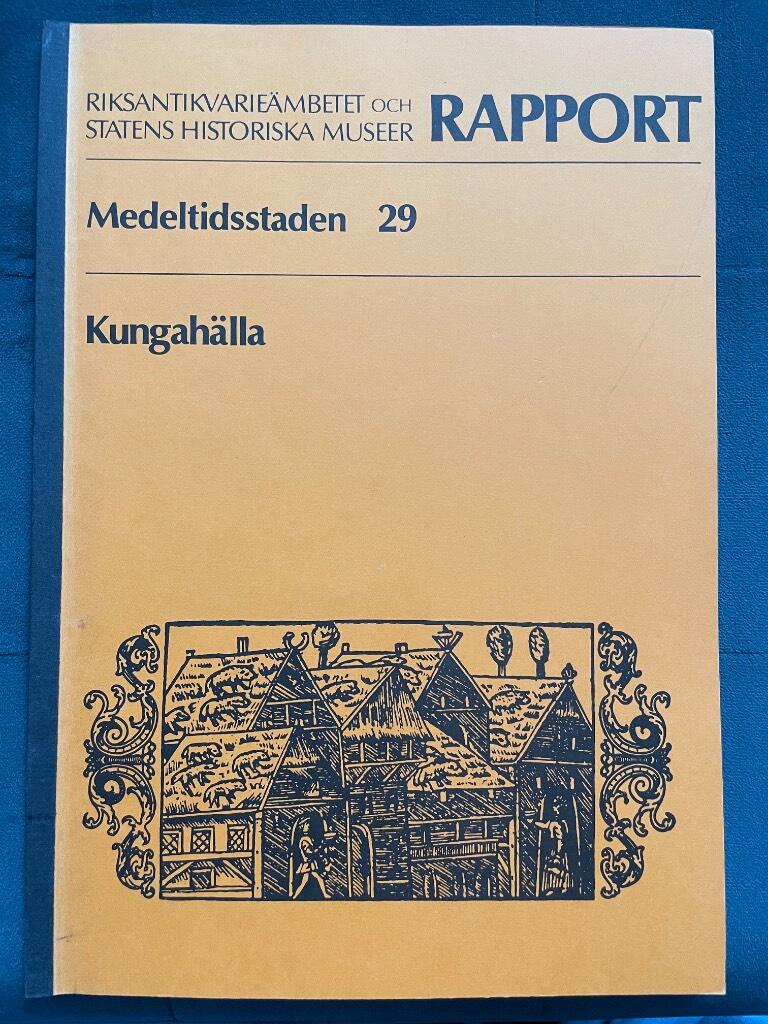 RIKSANTIKVARIEÄMBETET OCH
STATENS HISTORISKA MUSEER RAPPORT
Medeltidsstaden 29
Kungahälla